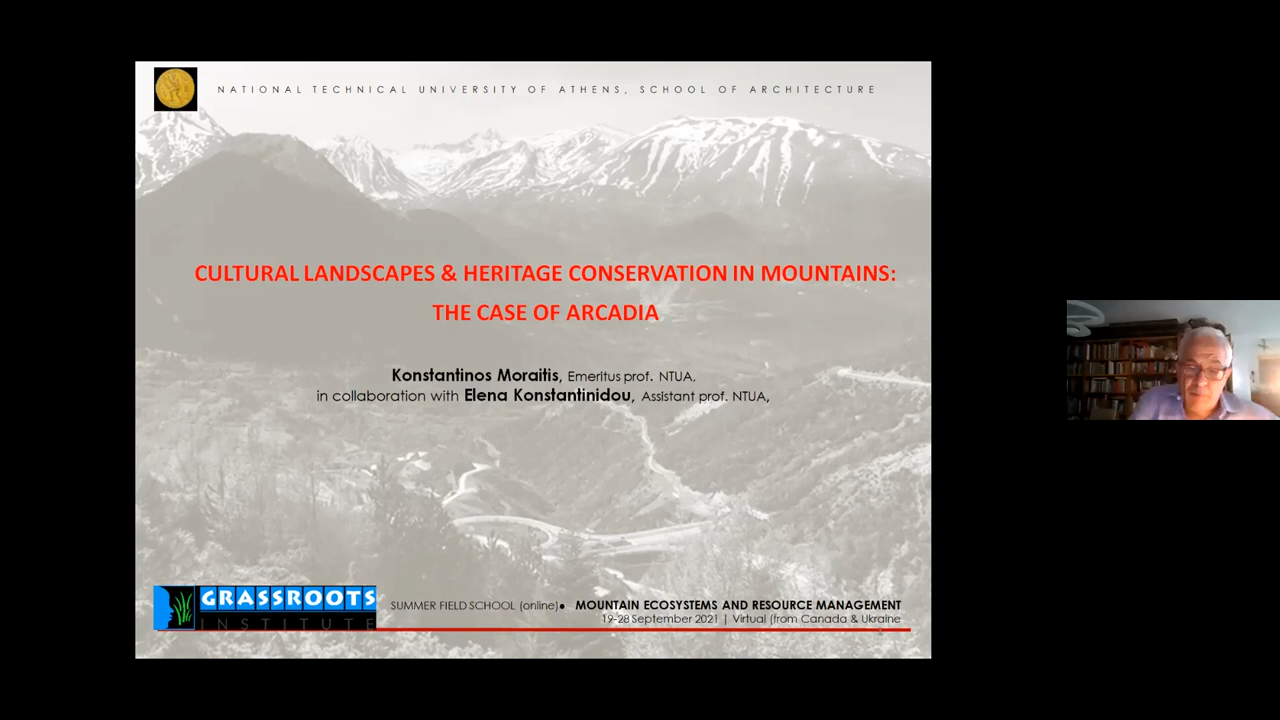 NATIONAL TECHNICAL UNIVERSITY OF ATHENS, SCHOOL OF ARCHITECTURE
CULTURAL LANDSCAPES & HERITAGE CONSERVATION IN MOUNTAINS:
THE CASE OF ARCADIA
Konstantinos Moraitis, Emeritus prof. NTUA,
in collaboration with Elena Konstantinidou, Assistant prof. NTUA,
GRASSROOTS
INSTITUTE
SUMMER FIELD SCHOOL (online)● MOUNTAIN ECOSYSTEMS AND RESOURCE MANAGEMENT
19-28 September 2021 | Virtual (from Canada & Ukraine